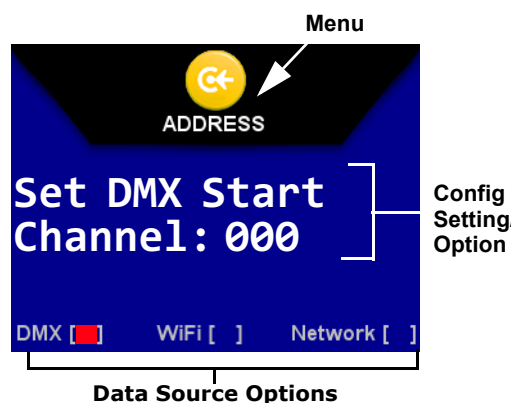 Menu
ADDRESS
Set DMX Start
Channel: 000
Config
Setting/
Option
DMX [ ] WiFi [ ] Network [ ]
Data Source Options